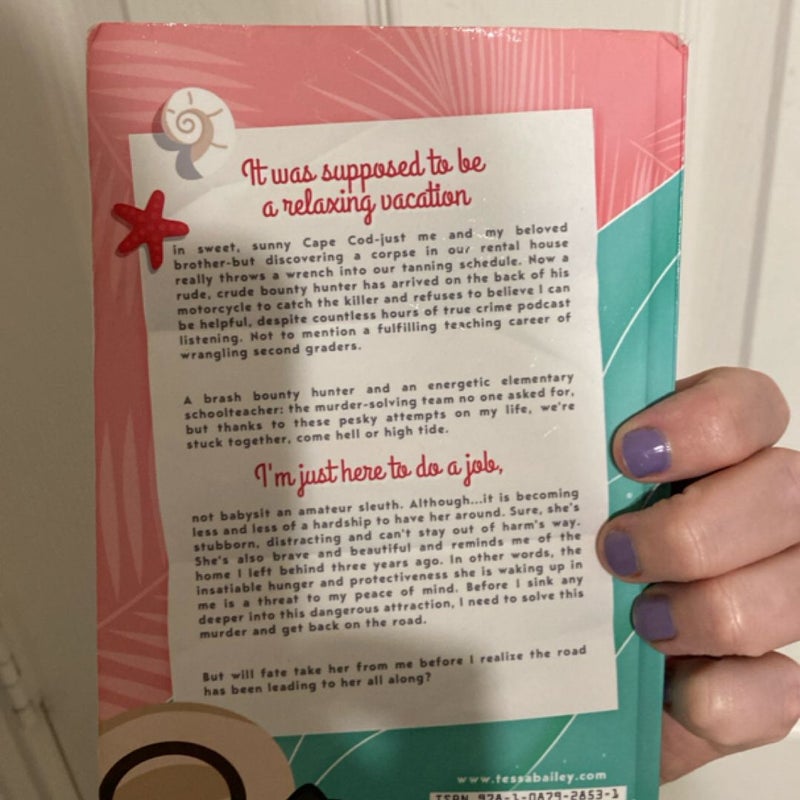 It was supposed to be
a relaxing vacation
in sweet, sunny Cape Cod-just me and my beloved
brother-but discovering a corpse in our rental house
really throws a wrench into our tanning schedule. Now a
rude, crude bounty hunter has arrived on the back of his
motorcycle to catch the killer and refuses to believe I can
be helpful, despite countless hours of true crime podcast
listening. Not to mention a fulfilling teaching career of
wrangling second graders.
A brash bounty hunter and an energetic elementary
schoolteacher: the murder-solving team no one asked for,
but thanks to these pesky attempts on my life, we're
stuck together, come hell or high tide.
I'm just here to do a job,
not babysit an amateur sleuth. Although...it is becoming
less and less of a hardship to have her around. Sure, she's
stubborn, distracting and can't stay out of harm's way.
She's also brave and beautiful and reminds me of the
home I left behind three years ago. In other words, the
insatiable hunger and protectiveness she is waking up in
me is a threat to my peace of mind. Before I sink any
deeper into this dangerous attraction, I need to solve this
murder and get back on the road.
But will fate take her from me before I realize the road
has been leading to her all along?
www.tessabailey.com
ISBN 978-1-0879-2853-1